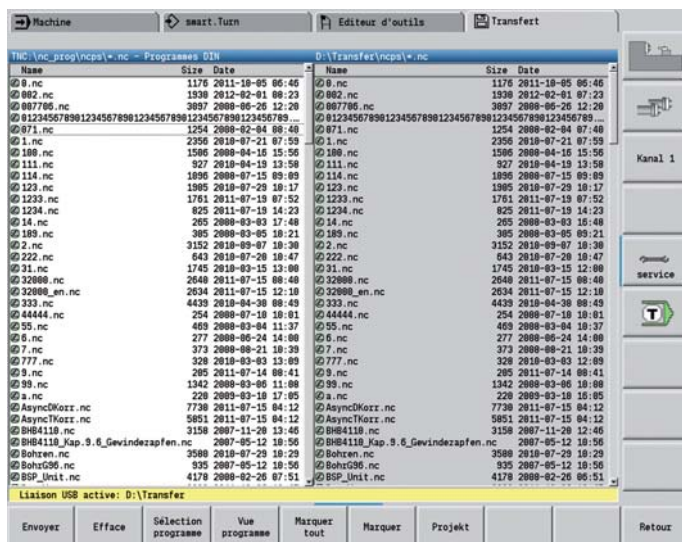 Machine
smart.Turn
Editeur d'outils
Transfert
TNC:\nc_prog\ncps\*.nc - Programmes DIN
D:\Transfer\ncps\*.nc
Name Size Date
Name Size Date
0.nc 1176 2011-10-05 06:46
0.nc 1176 2011-10-05 06:46
002.nc 1930 2012-02-01 08:23
002.nc 1930 2012-02-01 07:23
007706.nc 3097 2008-06-26 12:20
007706.nc 3097 2008-06-26 12:20
071.nc 1254 2008-02-04 08:40
071.nc 1254 2008-02-04 07:40
1.nc 2356 2010-07-21 07:59
1.nc 2356 2010-07-21 07:59
100.nc 1506 2008-04-16 15:56
100.nc 1506 2008-04-16 15:56
111.nc 927 2010-04-19 13:58
111.nc 927 2010-04-19 13:58
114.nc 1096 2008-07-15 09:09
114.nc 1096 2008-07-15 09:09
123.nc 1905 2010-07-29 10:17
123.nc 1905 2010-07-29 10:17
1233.nc 1761 2011-07-19 07:52
1233.nc 1761 2011-07-19 07:52
1234.nc 825 2011-07-19 14:23
1234.nc 825 2011-07-19 14:23
14.nc 265 2008-03-03 17:48
14.nc 265 2008-03-03 16:48
189.nc 305 2008-03-05 10:21
189.nc 305 2008-03-05 09:21
2.nc 3152 2010-09-07 10:30
2.nc 3152 2010-09-07 10:30
222.nc 643 2010-07-20 10:47
222.nc 643 2010-07-20 10:47
31.nc 1745 2010-03-15 13:00
31.nc 1745 2010-03-15 12:00
32000.nc 2640 2011-07-15 08:40
32000.nc 2640 2011-07-15 08:40
32000_en.nc 2634 2011-07-15 12:10
32000_en.nc 2634 2011-07-15 12:10
333.nc 4439 2010-04-30 08:49
333.nc 4439 2010-04-30 08:49
44444.nc 254 2008-07-10 10:01
44444.nc 254 2008-07-10 10:01
55.nc 469 2008-03-04 11:37
55.nc 469 2008-03-04 10:37
6.nc 277 2008-06-24 14:00
6.nc 277 2008-06-24 14:00
7.nc 373 2008-08-21 10:39
7.nc 373 2008-08-21 10:39
777.nc 328 2010-03-03 13:09
777.nc 328 2010-03-03 12:09
9.nc 205 2011-07-14 08:41
9.nc 205 2011-07-14 08:41
99.nc 1342 2008-03-06 11:08
99.nc 1342 2008-03-06 10:08
a.nc 220 2009-03-10 17:05
a.nc 220 2009-03-10 16:05
AsyncDKorr.nc 7730 2011-07-15 04:12
AsyncDKorr.nc 7730 2011-07-15 04:12
AsyncTKorr.nc 5851 2011-07-15 04:12
AsyncTKorr.nc 5851 2011-07-15 04:12
BHB4110.nc 3150 2007-11-20 13:46
BHB4110.nc 3150 2007-11-20 12:46
BHB4110_Kap.9.6_Gewindezapfen.nc 2007-05-12 10:56
BHB4110_Kap.9.6_Gewindezapfen.nc 2007-05-12 10:56
Bohren.nc 3500 2010-07-29 10:29
Bohren.nc 3500 2010-07-29 10:29
BohrG96.nc 935 2007-05-12 10:56
BohrG96.nc 935 2007-05-12 10:56
BSP_Unit.nc 4178 2008-02-26 07:51
BSP_Unit.nc 4178 2008-02-26 06:51
Liaison USB active: D:\Transfer
Kanal 1
service
T
Envoyer
Efface
Sélection programme
Vue programme
Marquer tout
Marquer
Projekt
Retour